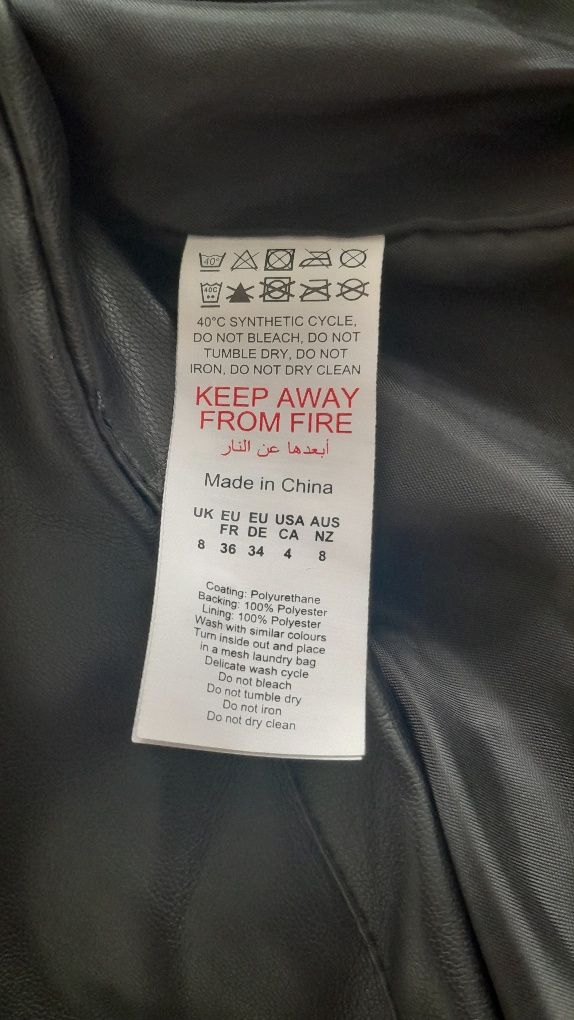 40°
40C
40°C SYNTHETIC CYCLE,
DO NOT BLEACH, DO NOT
TUMBLE DRY, DO NOT
IRON, DO NOT DRY CLEAN
KEEP AWAY
FROM FIRE
أبعدها عن النار
Made in China
UK EU EU USA AUS
FR DE CA NZ
8 36 34 4 8
Coating: Polyurethane
Backing: 100% Polyester
Lining: 100% Polyester
Wash with similar colours
Turn inside out and place
in a mesh laundry bag
Delicate wash cycle
Do not bleach
Do not tumble dry
Do not iron
Do not dry clean